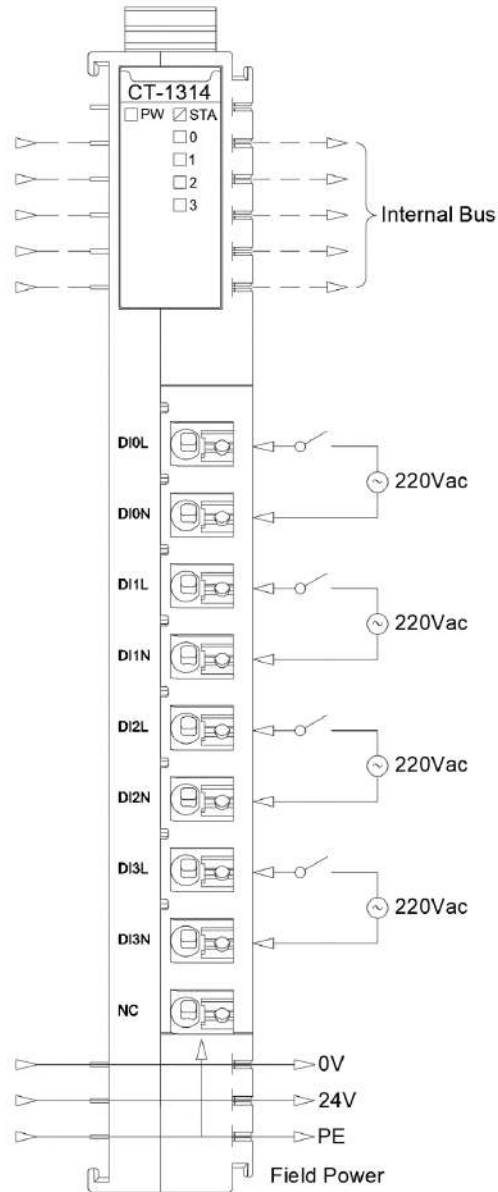 CT-1314
PW STA
0
1
2
3
Internal Bus
DI0L
220Vac
DI0N
DI1L
220Vac
DI1N
DI2L
220Vac
DI2N
DI3L
220Vac
DI3N
NC
0V
24V
PE
Field Power